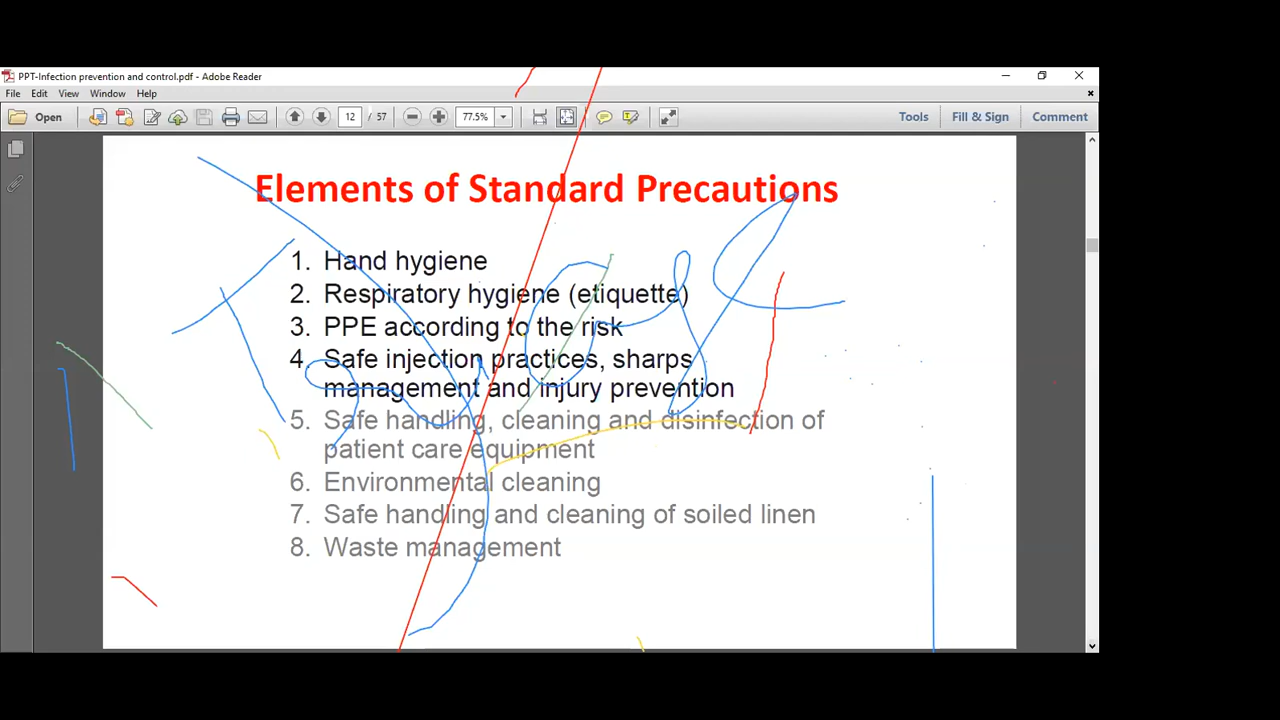 PPT-Infection prevention and control.pdf - Adobe Reader
File Edit View Window Help
Open 12 / 57 77.5% Tools Fill & Sign Comment
Elements of Standard Precautions
1. Hand hygiene
2. Respiratory hygiene (etiquette)
3. PPE according to the risk
4. Safe injection practices, sharps
management and injury prevention
5. Safe handling, cleaning and disinfection of
patient care equipment
6. Environmental cleaning
7. Safe handling and cleaning of soiled linen
8. Waste management